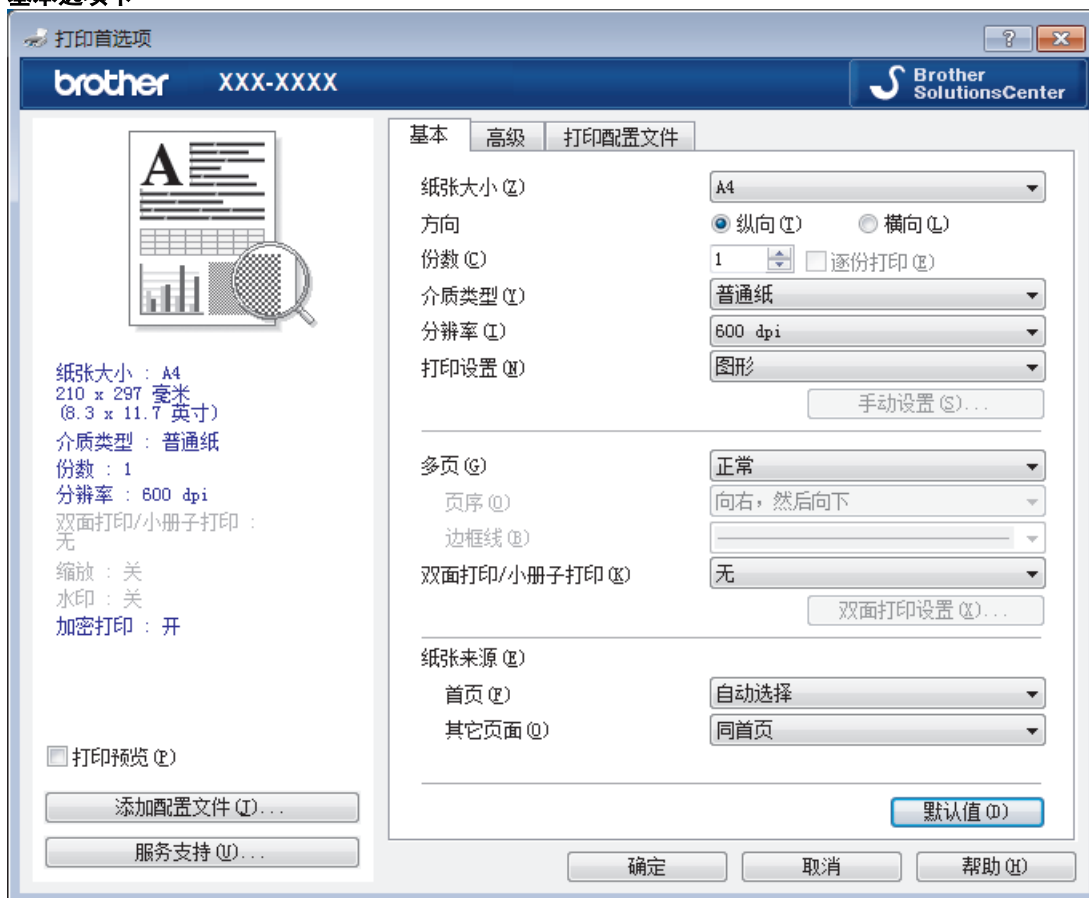 基本选项卡
打印首选项
brother XXX-XXXX
Brother
SolutionsCenter
A
纸张大小 : A4
210 x 297 毫米
(8.3 x 11.7 英寸)
介质类型 : 普通纸
份数 : 1
分辨率 : 600 dpi
双面打印/小册子打印 :
无
缩放 : 关
水印 : 关
加密打印 : 开
打印预览(P)
添加配置文件(J)...
服务支持(U)...
基本 高级 打印配置文件
纸张大小(Z) A4
方向 纵向(T) 横向(L)
份数(C) 1 逐份打印(E)
介质类型(Y) 普通纸
分辨率(I) 600 dpi
打印设置(N) 图形
手动设置(S)...
多页(G) 正常
页序(O) 向右，然后向下
边框线(B)
双面打印/小册子打印(K) 无
双面打印设置(X)...
纸张来源(E)
首页(F) 自动选择
其它页面(O) 同首页
默认值(D)
确定 取消 帮助(H)